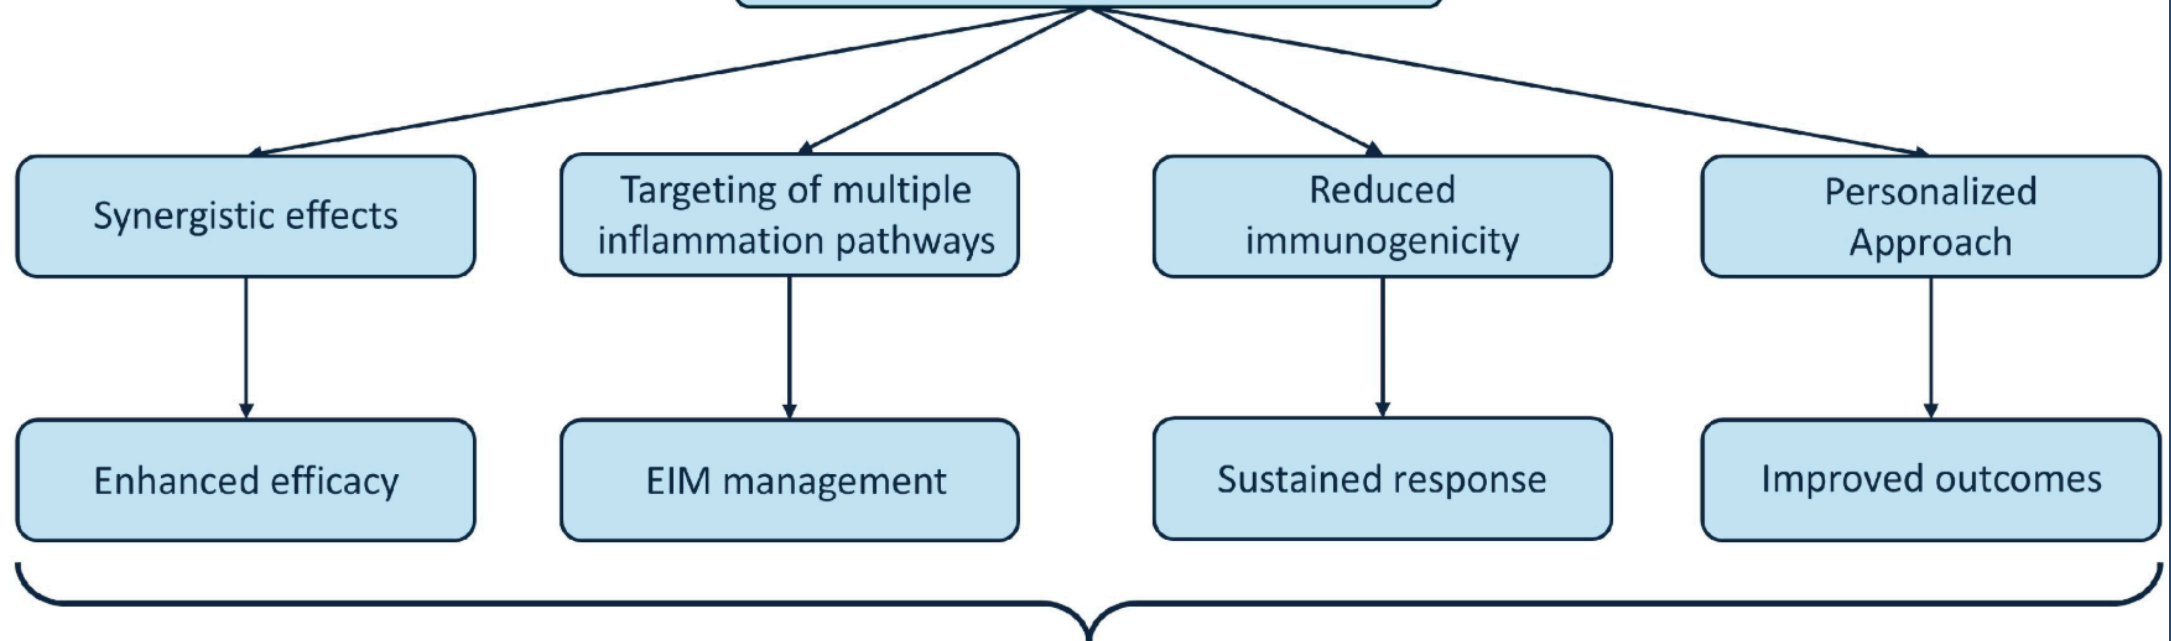 Synergistic effects
Targeting of multiple
inflammation pathways
Reduced
immunogenicity
Personalized
Approach
Enhanced efficacy
EIM management
Sustained response
Improved outcomes